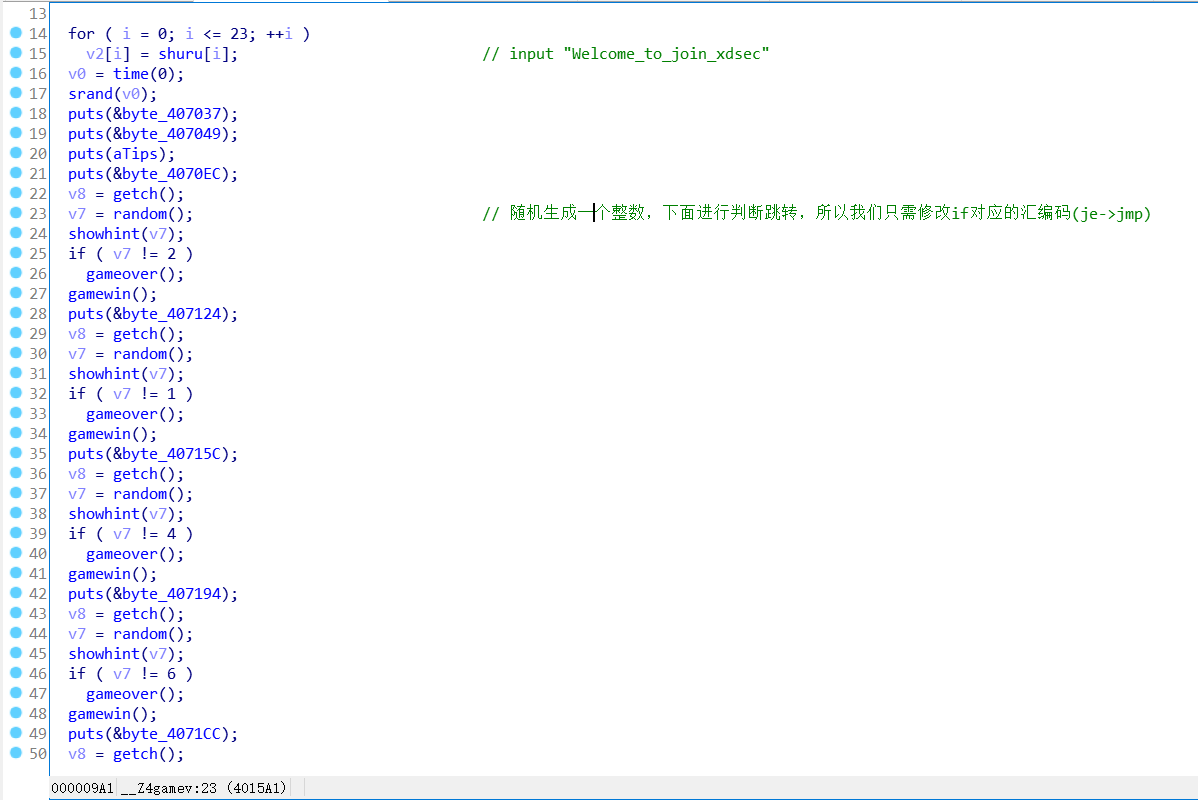 13
14 for ( i = 0; i <= 23; ++i )
15 v2[i] = shuru[i]; // input "Welcome_to_join_xdsec"
16 v0 = time(0);
17 srand(v0);
18 puts(&byte_407037);
19 puts(&byte_407049);
20 puts(aTips);
21 puts(&byte_4070EC);
22 v8 = getch();
23 v7 = random(); // 随机生成一个整数，下面进行判断跳转，所以我们只需修改if对应的汇编码(je->jmp)
24 showhint(v7);
25 if ( v7 != 2 )
26 gameover();
27 gamewin();
28 puts(&byte_407124);
29 v8 = getch();
30 v7 = random();
31 showhint(v7);
32 if ( v7 != 1 )
33 gameover();
34 gamewin();
35 puts(&byte_40715C);
36 v8 = getch();
37 v7 = random();
38 showhint(v7);
39 if ( v7 != 4 )
40 gameover();
41 gamewin();
42 puts(&byte_407194);
43 v8 = getch();
44 v7 = random();
45 showhint(v7);
46 if ( v7 != 6 )
47 gameover();
48 gamewin();
49 puts(&byte_4071CC);
50 v8 = getch();
000009A1 __Z4gamev:23 (4015A1)